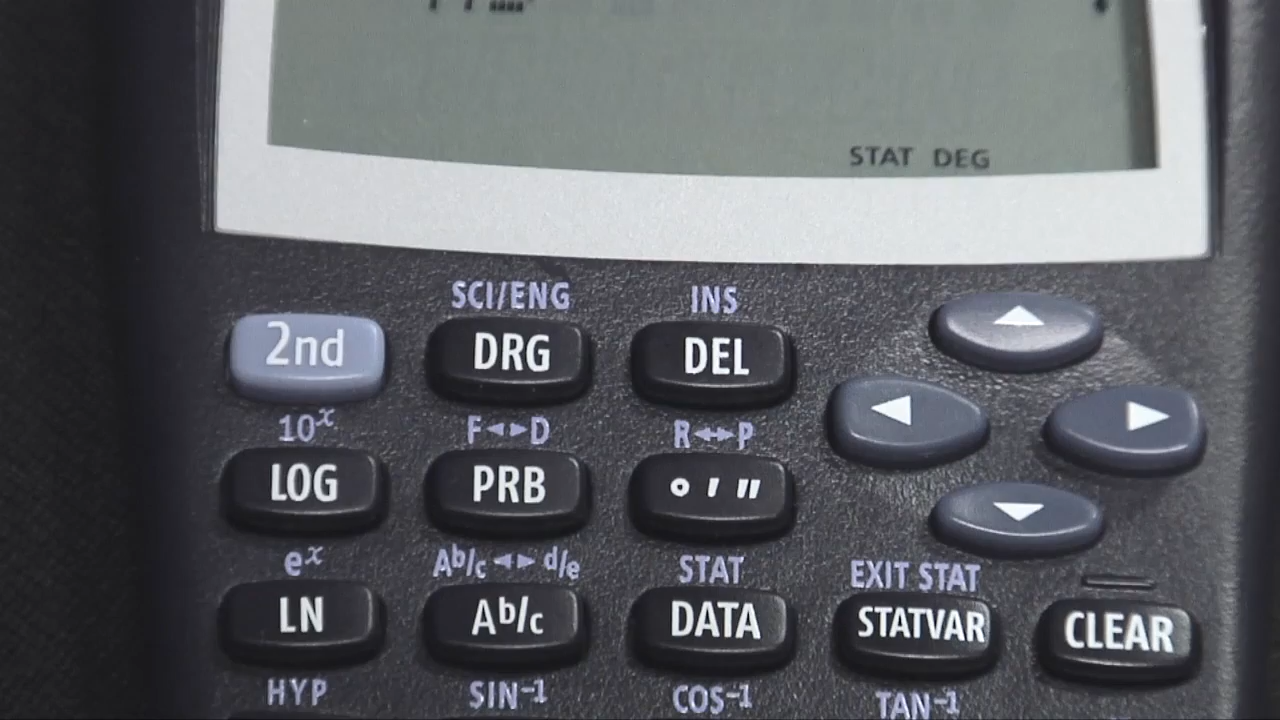 STAT DEG
SCI/ENG INS
2nd DRG DEL
10ˣ F◄►D R◄►P
LOG PRB ° ' "
eˣ Ab/c ◄► d/e STAT EXIT STAT
LN Ab/c DATA STATVAR CLEAR
HYP SIN⁻¹ COS⁻¹ TAN⁻¹